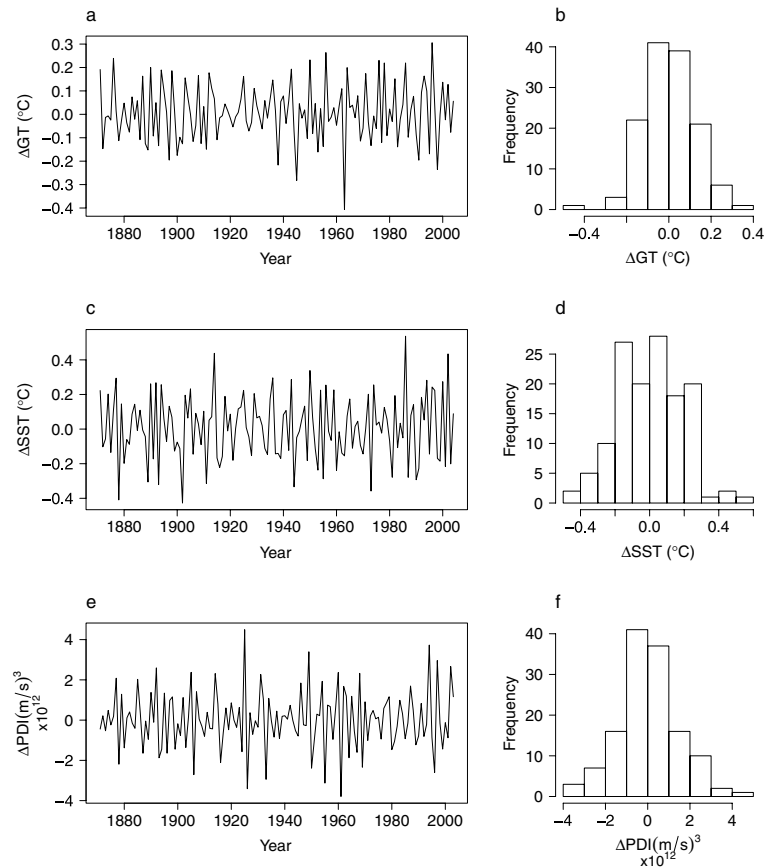 a
0.3
0.2
0.1
0.0
−0.1
−0.2
−0.3
−0.4
ΔGT (°C)
1880 1900 1920 1940 1960 1980 2000
Year
b
40
30
20
10
0
Frequency
−0.4 0.0 0.2 0.4
ΔGT (°C)
c
0.4
0.2
0.0
−0.2
−0.4
ΔSST (°C)
1880 1900 1920 1940 1960 1980 2000
Year
d
25
20
15
10
5
0
Frequency
−0.4 0.0 0.4
ΔSST (°C)
e
4
2
0
−2
−4
ΔPDI(m/s)³
x10¹²
1880 1900 1920 1940 1960 1980 2000
Year
f
40
30
20
10
0
Frequency
−4 −2 0 2 4
ΔPDI(m/s)³
x10¹²